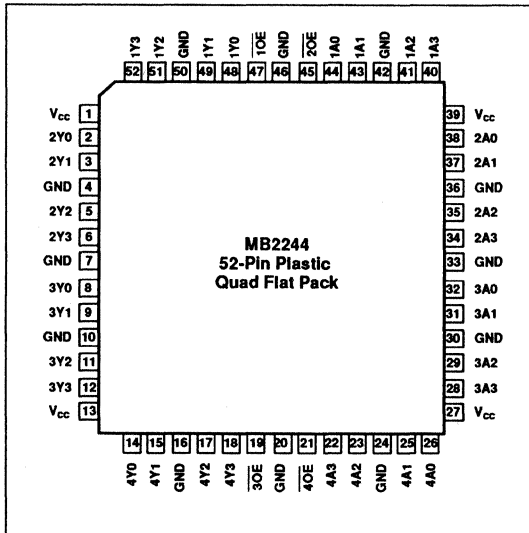 1Y3 1Y2 GND 1Y1 1Y0 1OE GND 2OE 1A0 1A1 GND 1A2 1A3
52 51 50 49 48 47 46 45 44 43 42 41 40
VCC 1
2Y0 2
2Y1 3
GND 4
2Y2 5
2Y3 6
GND 7
3Y0 8
3Y1 9
GND 10
3Y2 11
3Y3 12
VCC 13
MB2244
52-Pin Plastic
Quad Flat Pack
39 VCC
38 2A0
37 2A1
36 GND
35 2A2
34 2A3
33 GND
32 3A0
31 3A1
30 GND
29 3A2
28 3A3
27 VCC
14 15 16 17 18 19 20 21 22 23 24 25 26
4Y0 4Y1 GND 4Y2 4Y3 3OE GND 4OE 4A3 4A2 GND 4A1 4A0